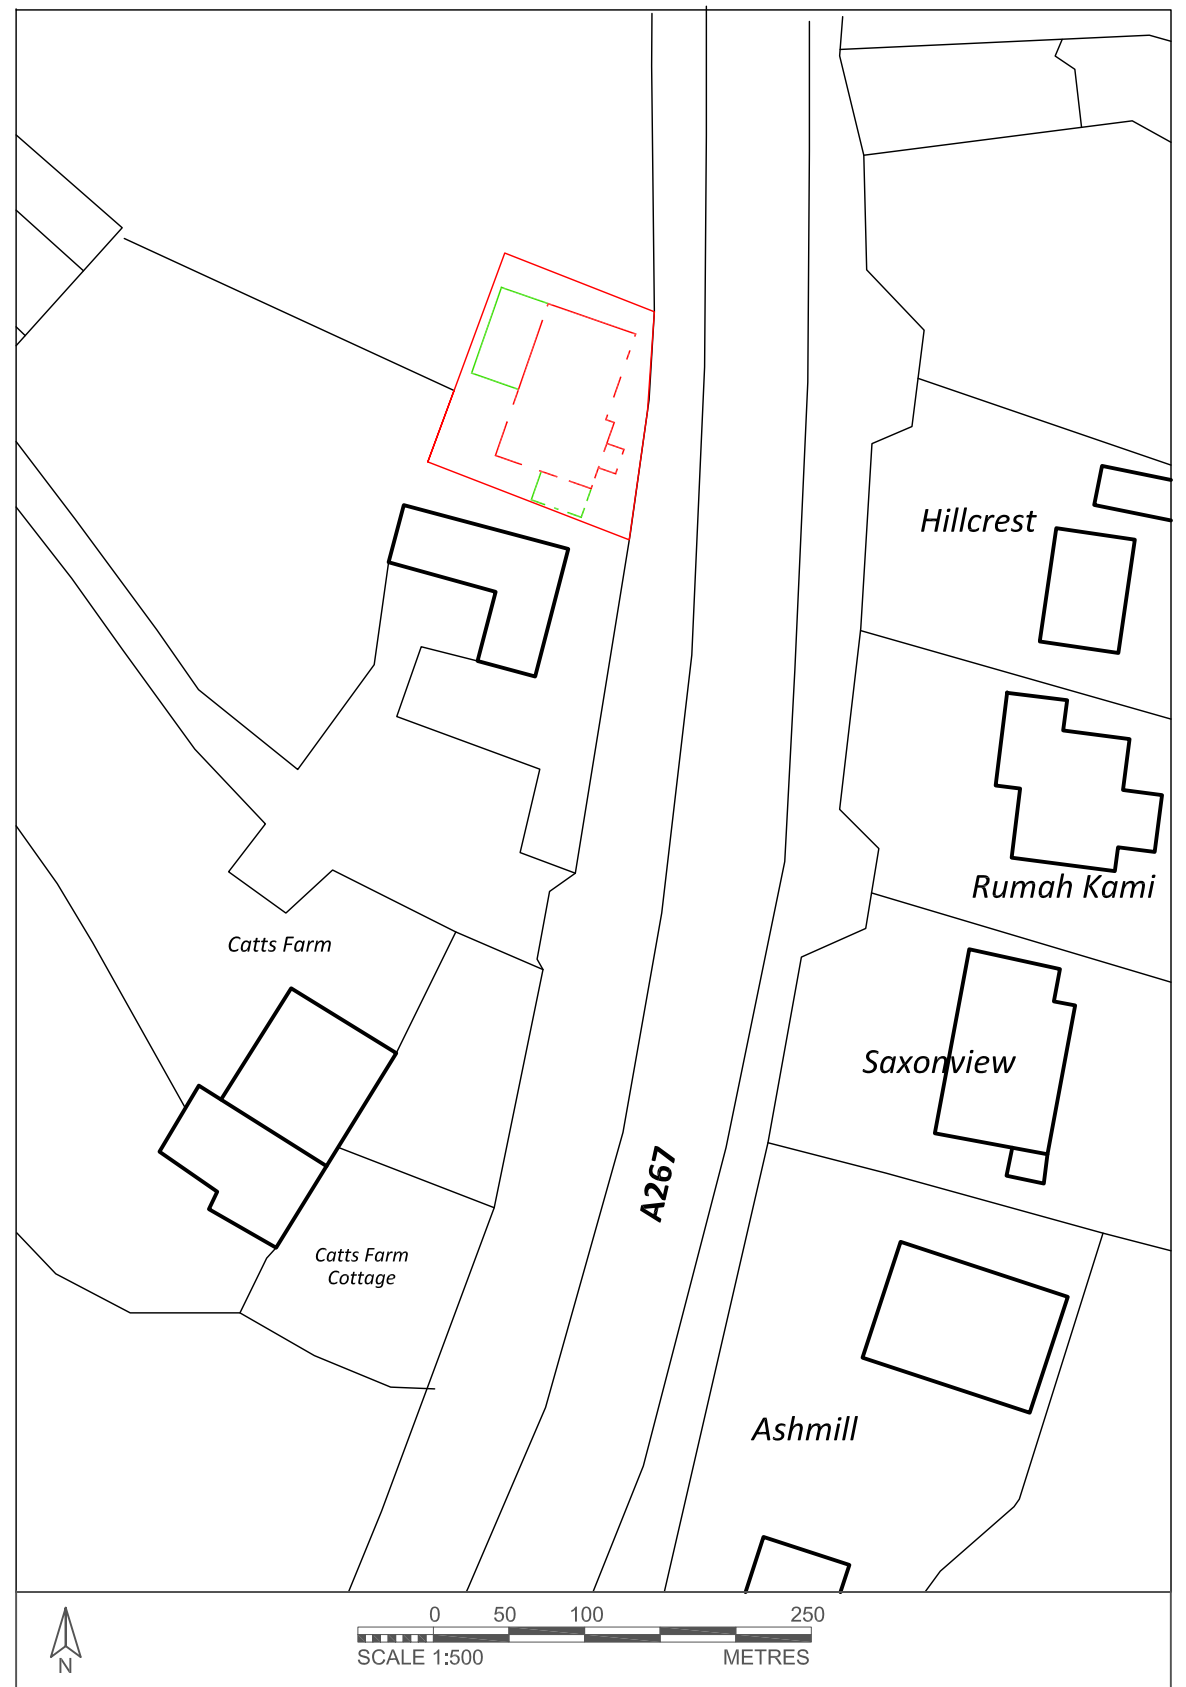 Hillcrest
Rumah Kami
Catts Farm
Saxonview
A267
Catts Farm
Cottage
Ashmill
0 50 100 250
SCALE 1:500 METRES
N